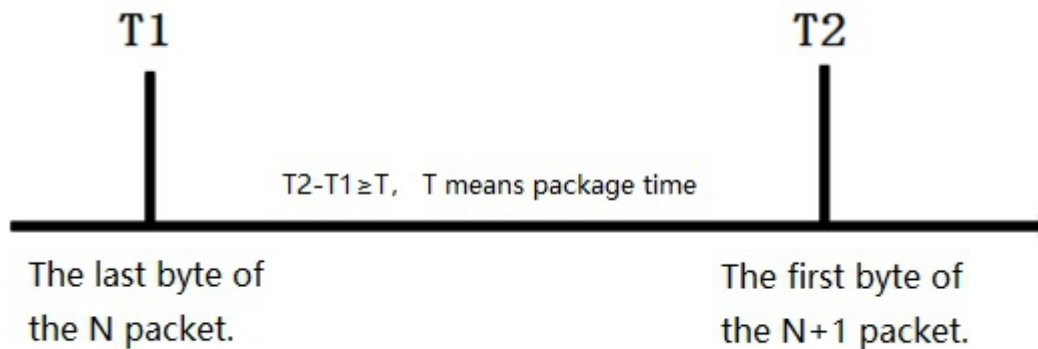 T1
T2
T2-T1≥T, T means package time
The last byte of
the N packet.
The first byte of
the N+1 packet.